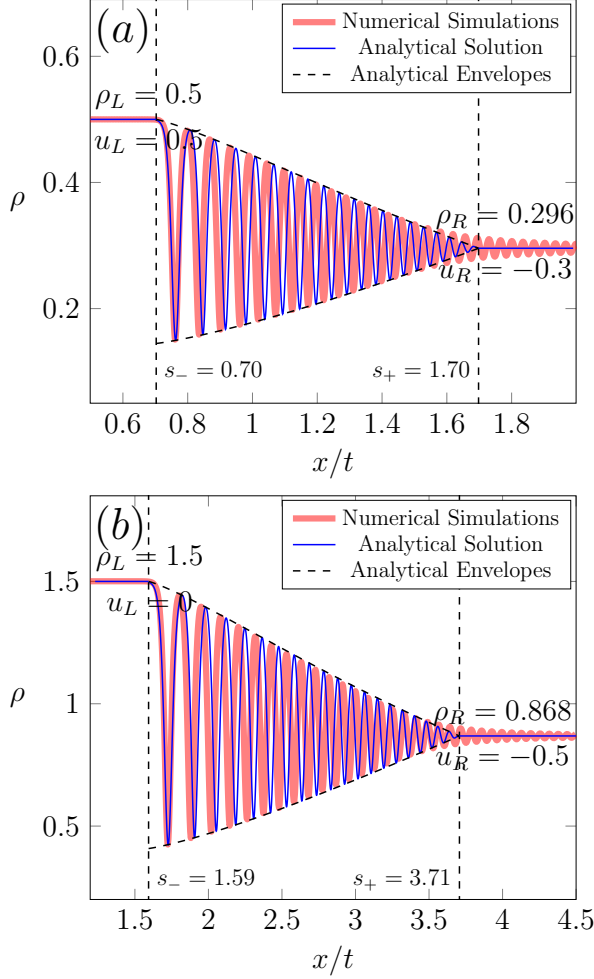 (a)
Numerical Simulations
Analytical Solution
Analytical Envelopes
ρ_L = 0.5
u_L = 0.5
ρ_R = 0.296
u_R = −0.3
s_− = 0.70
s_+ = 1.70
0.6
0.4
0.2
ρ
0.6 0.8 1 1.2 1.4 1.6 1.8
x/t
(b)
Numerical Simulations
Analytical Solution
Analytical Envelopes
ρ_L = 1.5
u_L = 0
ρ_R = 0.868
u_R = −0.5
s_− = 1.59
s_+ = 3.71
1.5
1
0.5
ρ
1.5 2 2.5 3 3.5 4 4.5
x/t